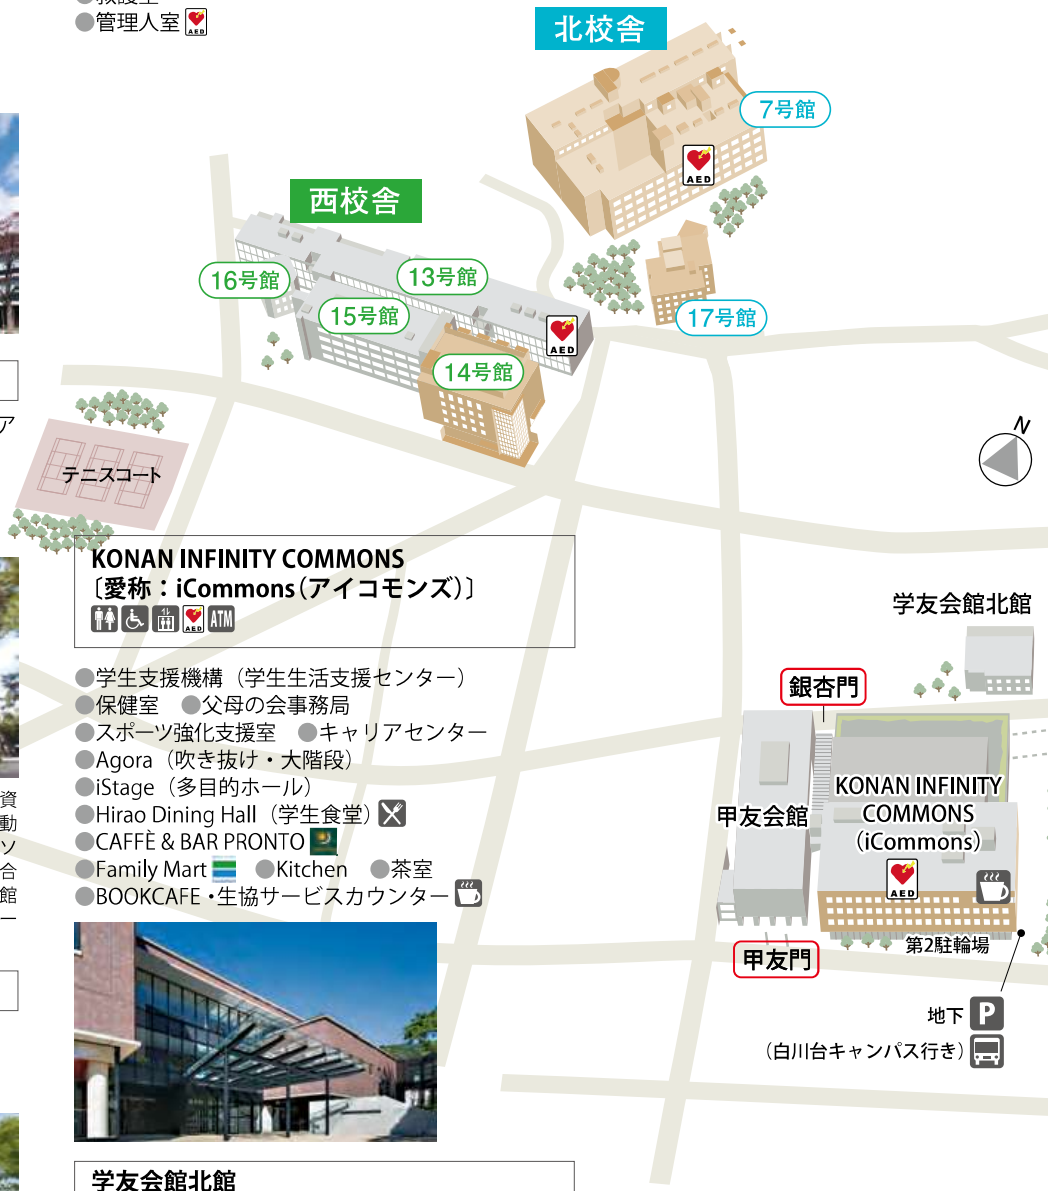 ●管理人室 AED
北校舎
7号館
AED
西校舎
16号館
13号館
15号館
17号館
AED
14号館
ア
N
テニスコート
KONAN INFINITY COMMONS
〔愛称：iCommons（アイコモンズ）〕
AED ATM
学友会館北館
●学生支援機構（学生生活支援センター）
●保健室 ●父母の会事務局
●スポーツ強化支援室 ●キャリアセンター
●Agora（吹き抜け・大階段）
●iStage（多目的ホール）
●Hirao Dining Hall（学生食堂）
●CAFFÈ & BAR PRONTO
●Family Mart ●Kitchen ●茶室
●BOOKCAFE・生協サービスカウンター
資
動
ソ
合
館
ー
銀杏門
甲友会館
KONAN INFINITY
COMMONS
（iCommons）
AED
第2駐輪場
甲友門
地下 P
（白川台キャンパス行き）
学友会館北館